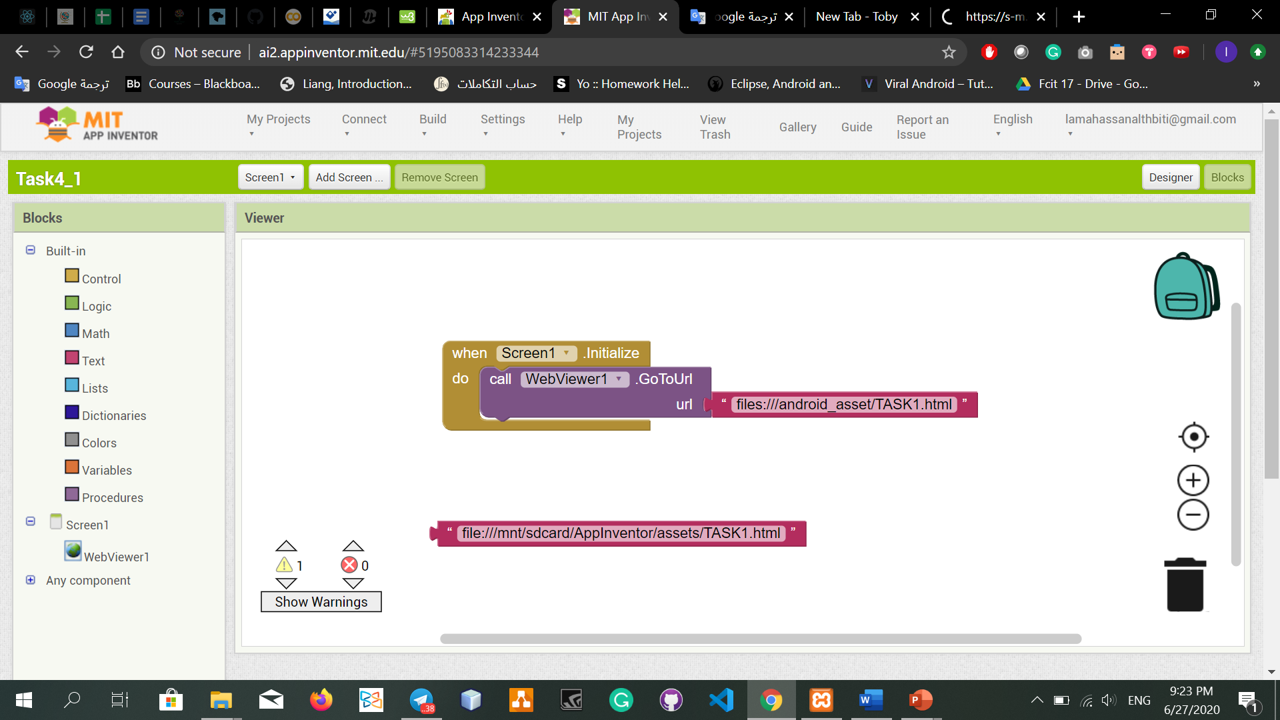 App Invent
MIT App In
ترجمة oogle
New Tab - Toby
https://s-m
Not secure
ai2.appinventor.mit.edu/#5195083314233344
I
Google ترجمة
Bb Courses – Blackboa...
Liang, Introduction...
حساب التكاملات
S Yo :: Homework Hel...
Eclipse, Android an...
V Viral Android – Tut...
Fcit 17 - Drive - Go...
»
MIT
APP INVENTOR
My Projects
Connect
Build
Settings
Help
My
Projects
View
Trash
Gallery
Guide
Report an
Issue
English
lamahassanalthbiti@gmail.com
Task4_1
Screen1
Add Screen ...
Remove Screen
Designer
Blocks
Blocks
Viewer
Built-in
Control
Logic
Math
Text
Lists
Dictionaries
Colors
Variables
Procedures
Screen1
WebViewer1
Any component
when Screen1 .Initialize
do call WebViewer1 .GoToUrl
url “ files:///android_asset/TASK1.html ”
“ file:///mnt/sdcard/AppInventor/assets/TASK1.html ”
1
0
Show Warnings
38
ENG
9:23 PM
6/27/2020
1